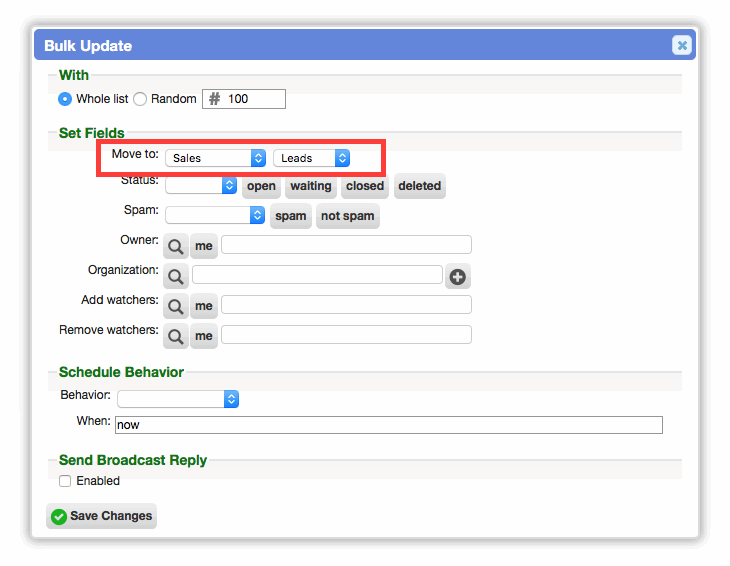 Bulk Update
With
Whole list Random # 100
Set Fields
Move to: Sales Leads
Status: open waiting closed deleted
Spam: spam not spam
Owner: me
Organization:
Add watchers: me
Remove watchers: me
Schedule Behavior
Behavior:
When: now
Send Broadcast Reply
Enabled
Save Changes